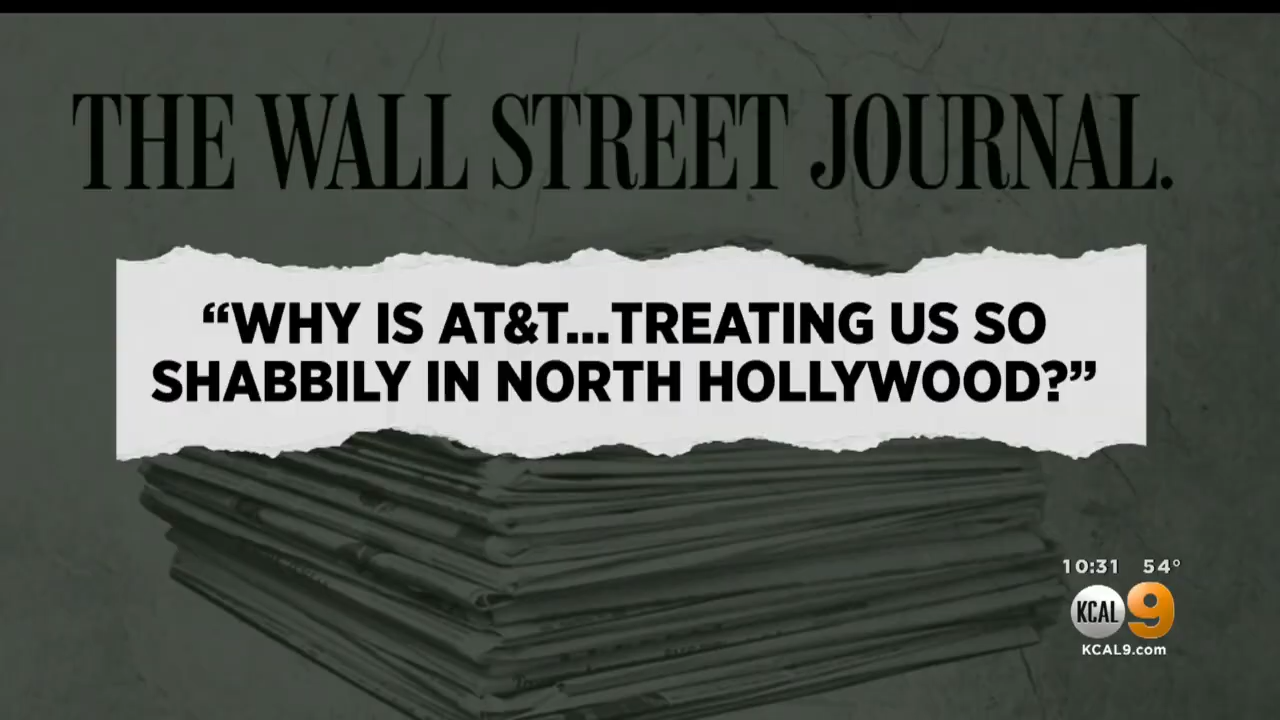 THE WALL STREET JOURNAL.
“WHY IS AT&T...TREATING US SO
SHABBILY IN NORTH HOLLYWOOD?”
10:31 54°
KCAL 9
KCAL9.com